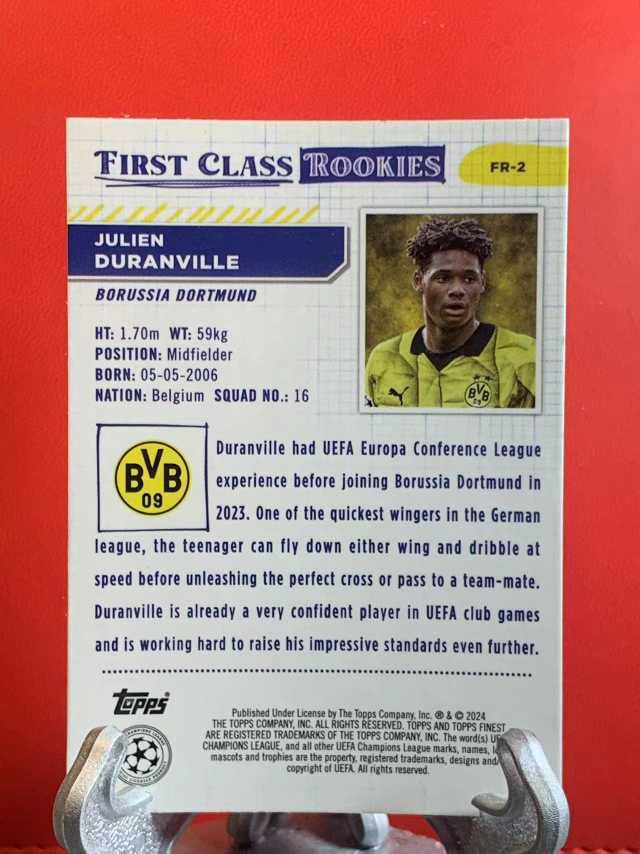 FIRST CLASS ROOKIES
FR-2
JULIEN
DURANVILLE
BORUSSIA DORTMUND
HT: 1.70m WT: 59kg
POSITION: Midfielder
BORN: 05-05-2006
NATION: Belgium SQUAD NO.: 16
BVB
09
BVB
09
Duranville had UEFA Europa Conference League
experience before joining Borussia Dortmund in
2023. One of the quickest wingers in the German
league, the teenager can fly down either wing and dribble at
speed before unleashing the perfect cross or pass to a team-mate.
Duranville is already a very confident player in UEFA club games
and is working hard to raise his impressive standards even further.
Topps
Published Under License by The Topps Company, Inc. ® & © 2024
THE TOPPS COMPANY, INC. ALL RIGHTS RESERVED. TOPPS AND TOPPS FINEST
ARE REGISTERED TRADEMARKS OF THE TOPPS COMPANY, INC. The word(s)
CHAMPIONS LEAGUE, and all other UEFA Champions League marks, names,
mascots and trophies are the property, registered trademarks, designs
copyright of UEFA. All rights reserved.